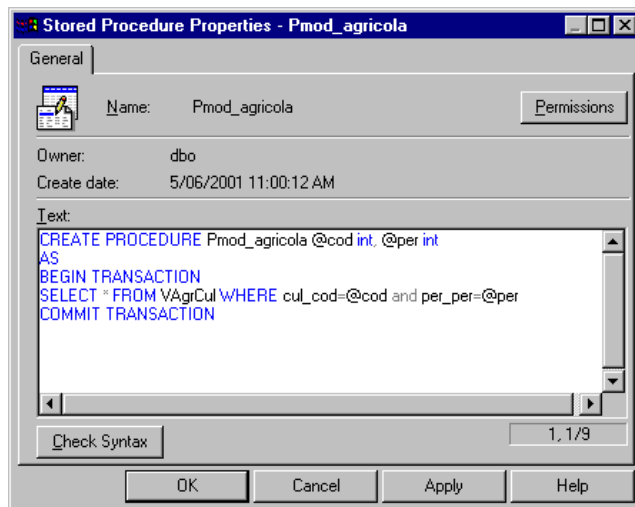 Stored Procedure Properties - Pmod_agricola
General
Name: Pmod_agricola
Permissions
Owner: dbo
Create date: 5/06/2001 11:00:12 AM
Text:
CREATE PROCEDURE Pmod_agricola @cod int, @per int
AS
BEGIN TRANSACTION
SELECT * FROM VAgrCul WHERE cul_cod=@cod and per_per=@per
COMMIT TRANSACTION
Check Syntax
1, 1/9
OK Cancel Apply Help